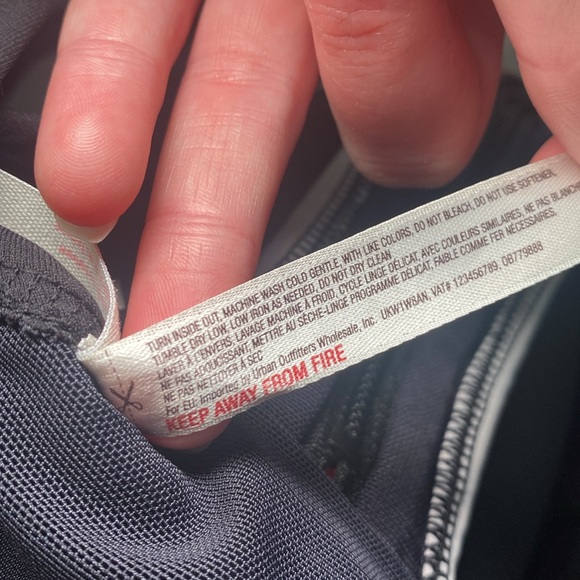 TURN INSIDE OUT, MACHINE WASH COLD GENTLE, WITH LIKE COLORS, DO NOT BLEACH, DO NOT USE SOFTENER,
TUMBLE DRY LOW, LOW IRON AS NEEDED, DO NOT DRY CLEAN
LASER À L'ENVERS, LAVAGE MACHINE À FROID, CYCLE LINGE DÉLICAT, AVEC COULEURS SIMILAIRES, NE PAS BLANCHIR
NE PAS ADOUCISSANT, METTRE AU SÈCHE-LINGE PROGRAMME DÉLICAT, FAIBLE COMME FER NÉCESSAIRES.
NE PAS NETTOYER À SEC
For EU: Importes by Urban Outfitters Wholesale, Inc. UKW1W8AN, VAT# 123456789, OB779888
KEEP AWAY FROM FIRE